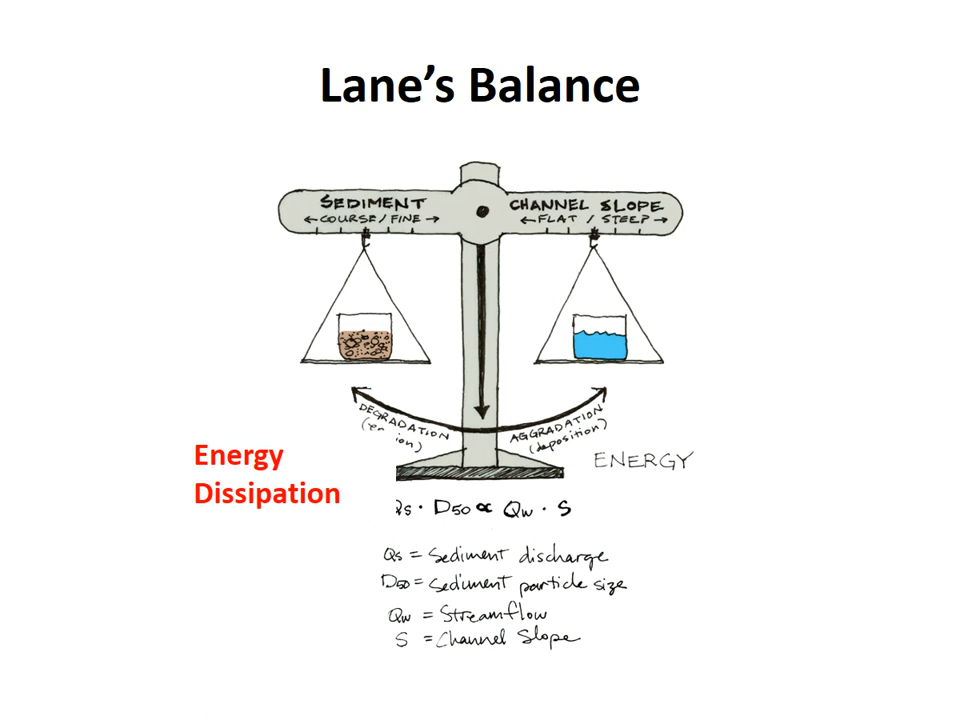 Lane's Balance
SEDIMENT
←COURSE/FINE→
CHANNEL SLOPE
←FLAT / STEEP→
DEGRADATION
AGGRADATION
(deposition)
Energy
Dissipation
ENERGY
Qs · D50 ∝ Qw · S
Qs = Sediment discharge
D50 = Sediment particle size
Qw = Streamflow
S = Channel Slope